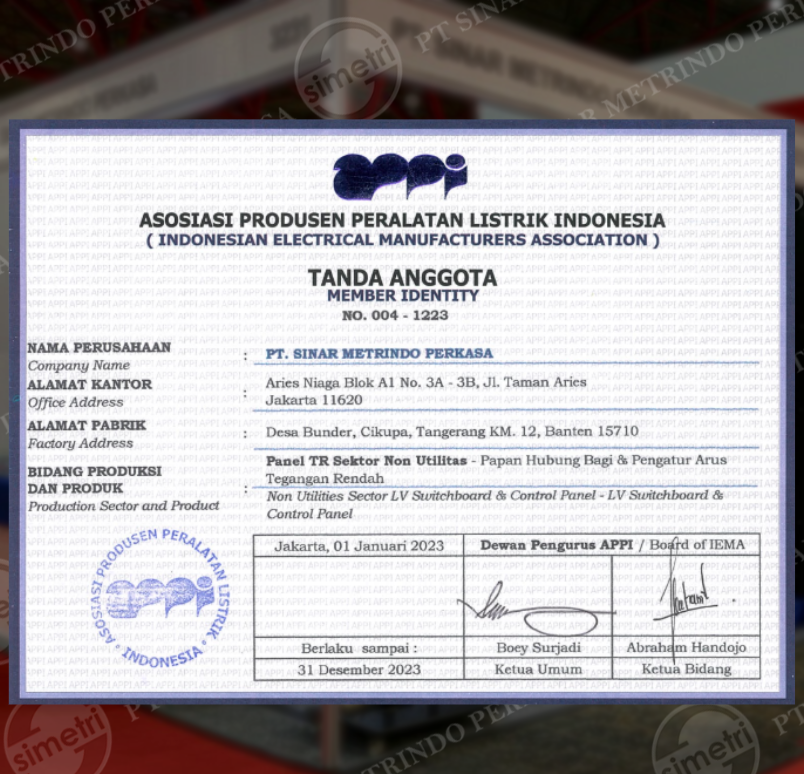 appi
ASOSIASI PRODUSEN PERALATAN LISTRIK INDONESIA
( INDONESIAN ELECTRICAL MANUFACTURERS ASSOCIATION )
TANDA ANGGOTA
MEMBER IDENTITY
NO. 004 - 1223
NAMA PERUSAHAAN : PT. SINAR METRINDO PERKASA
Company Name
ALAMAT KANTOR : Aries Niaga Blok A1 No. 3A - 3B, Jl. Taman Aries
Office Address Jakarta 11620
ALAMAT PABRIK : Desa Bunder, Cikupa, Tangerang KM. 12, Banten 15710
Factory Address
BIDANG PRODUKSI
DAN PRODUK :
Production Sector and Product
Panel TR Sektor Non Utilitas - Papan Hubung Bagi & Pengatur Arus
Tegangan Rendah
Non Utilities Sector LV Switchboard & Control Panel - LV Switchboard &
Control Panel
ASOSIASI PRODUSEN PERALATAN LISTRIK
INDONESIA
appi
Jakarta, 01 Januari 2023 Dewan Pengurus APPI / Board of IEMA
Berlaku sampai : Boey Surjadi Abraham Handojo
31 Desember 2023 Ketua Umum Ketua Bidang
simetri
PT SINAR METRINDO PERKASA
simetri
simetri